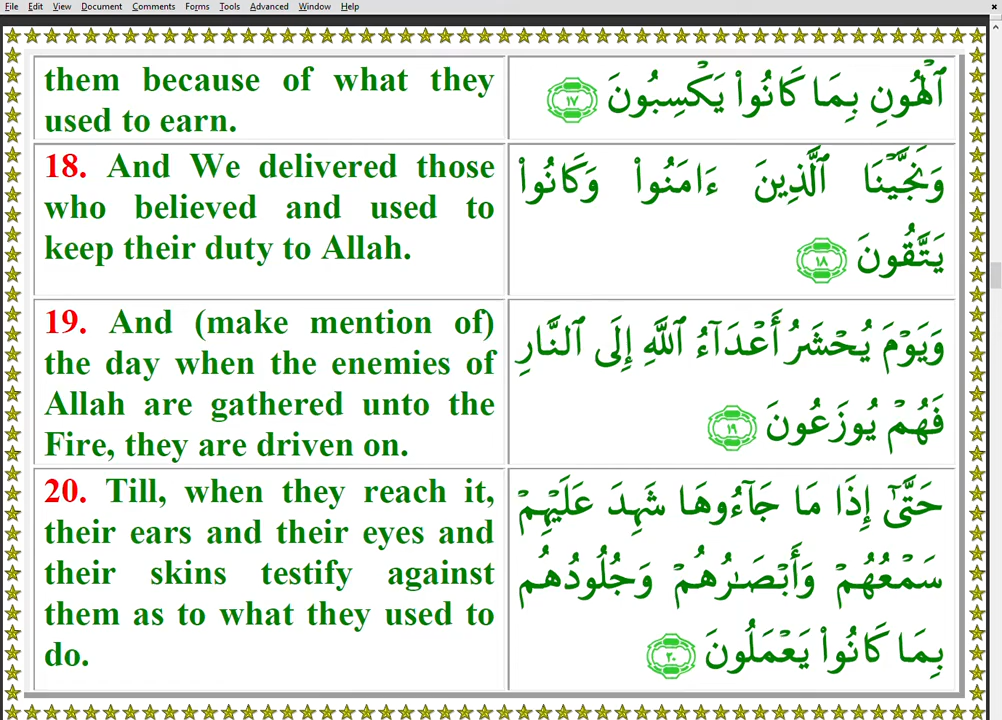 File Edit View Document Comments Forms Tools Advanced Window Help
them because of what they
used to earn.
ٱلْهُونِ بِمَا كَانُوا۟ يَكْسِبُونَ ١٧
18. And We delivered those
who believed and used to
keep their duty to Allah.
وَنَجَّيْنَا ٱلَّذِينَ ءَامَنُوا۟ وَكَانُوا۟
يَتَّقُونَ ١٨
19. And (make mention of)
the day when the enemies of
Allah are gathered unto the
Fire, they are driven on.
وَيَوْمَ يُحْشَرُ أَعْدَآءُ ٱللَّهِ إِلَى ٱلنَّارِ
فَهُمْ يُوزَعُونَ ١٩
20. Till, when they reach it,
their ears and their eyes and
their skins testify against
them as to what they used to
do.
حَتَّىٰٓ إِذَا مَا جَآءُوهَا شَهِدَ عَلَيْهِمْ
سَمْعُهُمْ وَأَبْصَـٰرُهُمْ وَجُلُودُهُم
بِمَا كَانُوا۟ يَعْمَلُونَ ٢٠